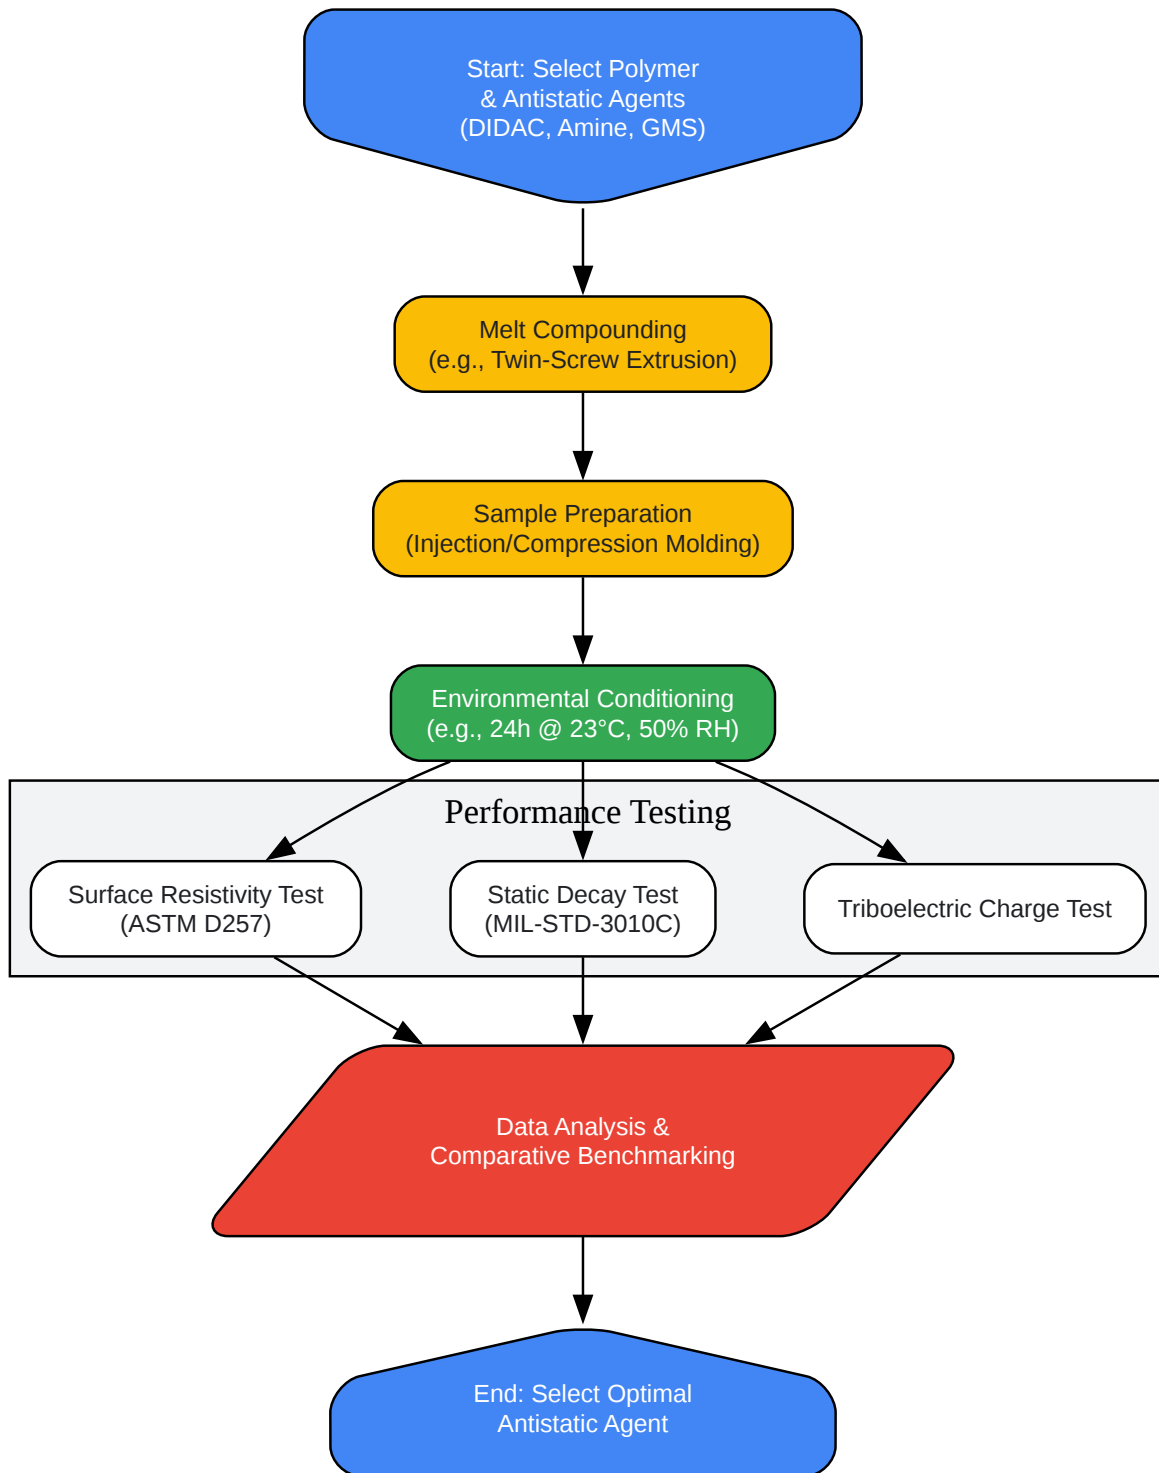 Start: Select Polymer
& Antistatic Agents
(DIDAC, Amine, GMS)
Melt Compounding
(e.g., Twin-Screw Extrusion)
Sample Preparation
(Injection/Compression Molding)
Environmental Conditioning
(e.g., 24h @ 23°C, 50% RH)
Performance Testing
Surface Resistivity Test
(ASTM D257)
Static Decay Test
(MIL-STD-3010C)
Triboelectric Charge Test
Data Analysis &
Comparative Benchmarking
End: Select Optimal
Antistatic Agent